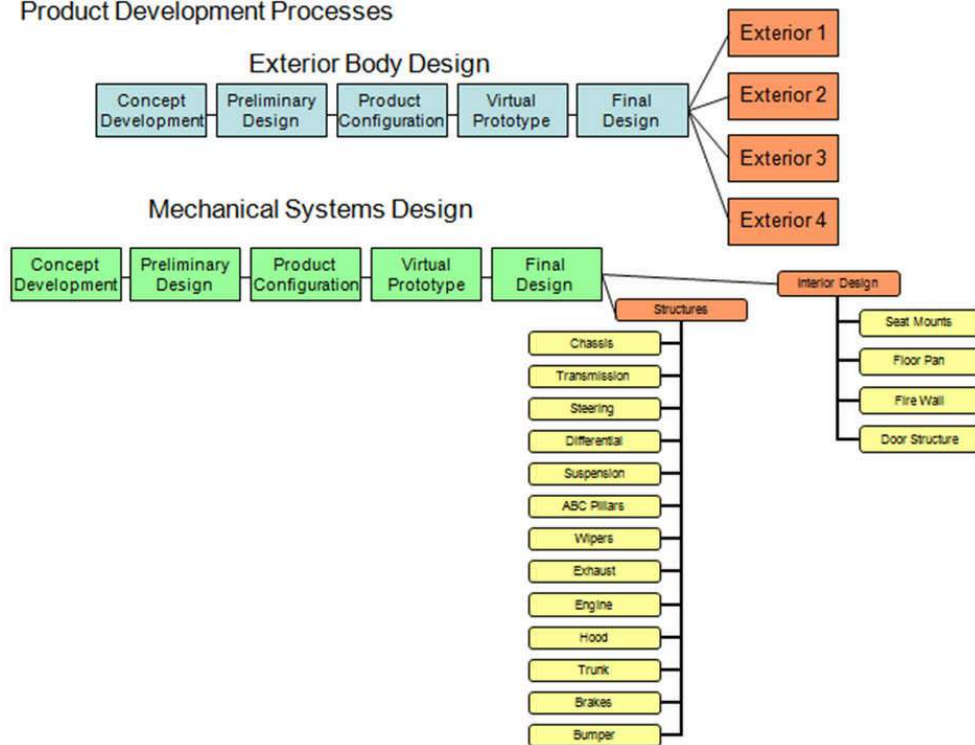 Product Development Processes
Exterior Body Design
Concept
Development
Preliminary
Design
Product
Configuration
Virtual
Prototype
Final
Design
Exterior 1
Exterior 2
Exterior 3
Exterior 4
Mechanical Systems Design
Concept
Development
Preliminary
Design
Product
Configuration
Virtual
Prototype
Final
Design
Structures
Chassis
Transmission
Steering
Differential
Suspension
ABC Pillars
Wipers
Exhaust
Engine
Hood
Trunk
Brakes
Bumper
Interior Design
Seat Mounts
Floor Pan
Fire Wall
Door Structure